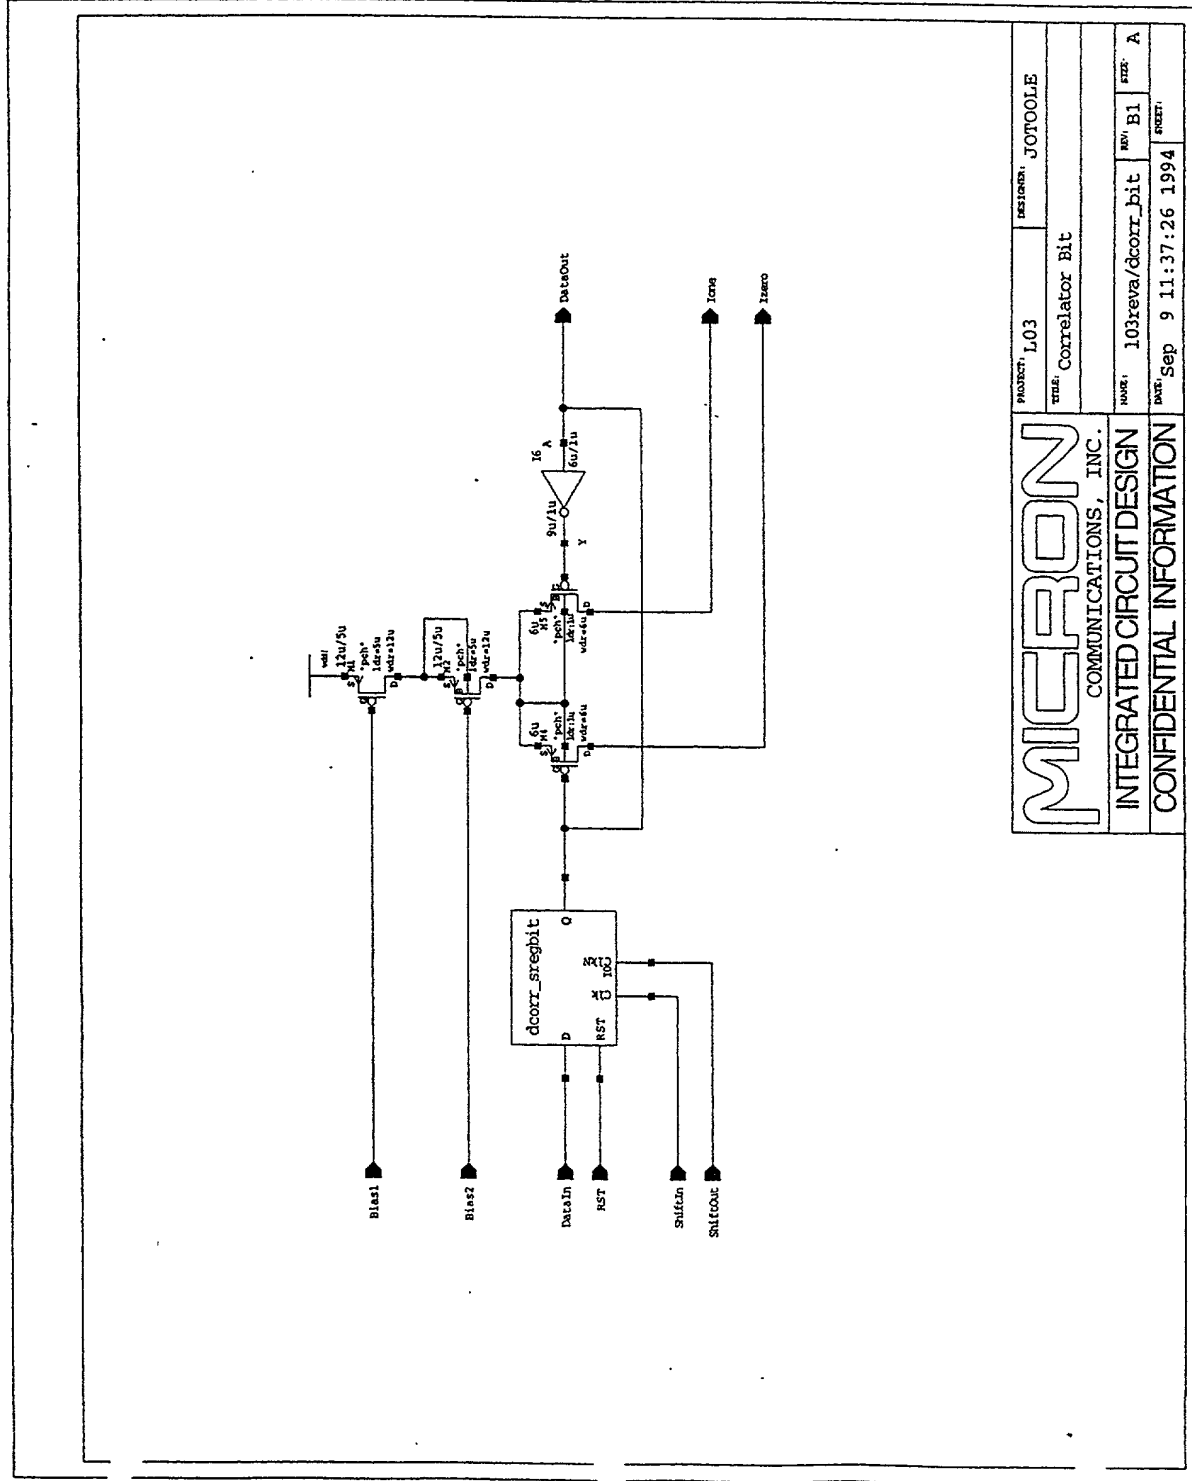 Bias1
Bias2
DataIn
RST
ShiftIn
ShiftOut
dcorr_sregbit
D
Q
RST
CLK
IO
vdd!
12u/5u
M1
S
G
"pch"
ldr=5u
wdr=12u
D
12u/5u
M2
S
G
B
"pch"
ldr=5u
wdr=12u
D
6u
S
G
B
"pch"
ldr:1u
wdr=6u
D
6u
M5
S
G
B
"pch"
ldr:1u
wdr=6u
D
9u/1u
Y
I6
A
6u/1u
DataOut
Ione
Izero
MICRON
COMMUNICATIONS, INC.
INTEGRATED CIRCUIT DESIGN
CONFIDENTIAL INFORMATION
PROJECT: L03
DESIGNER: JOTOOLE
TITLE: Correlator Bit
NAME: l03reva/dcorr_bit
REV: B1
SIZE: A
DATE: Sep 9 11:37:26 1994
SHEET: